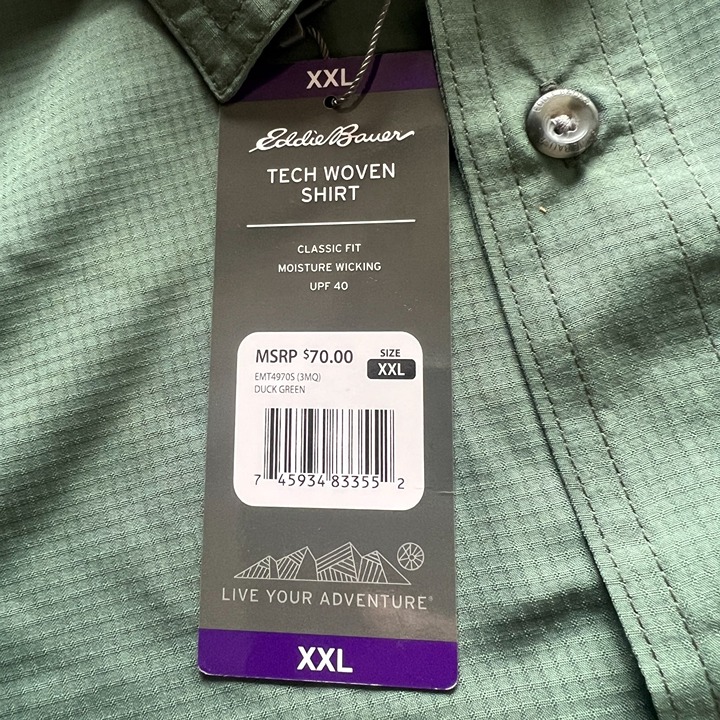 XXL
Eddie Bauer
TECH WOVEN
SHIRT
CLASSIC FIT
MOISTURE WICKING
UPF 40
MSRP $70.00
SIZE
XXL
EMT4970S (3MQ)
DUCK GREEN
7 45934 83355 2
LIVE YOUR ADVENTURE®
XXL